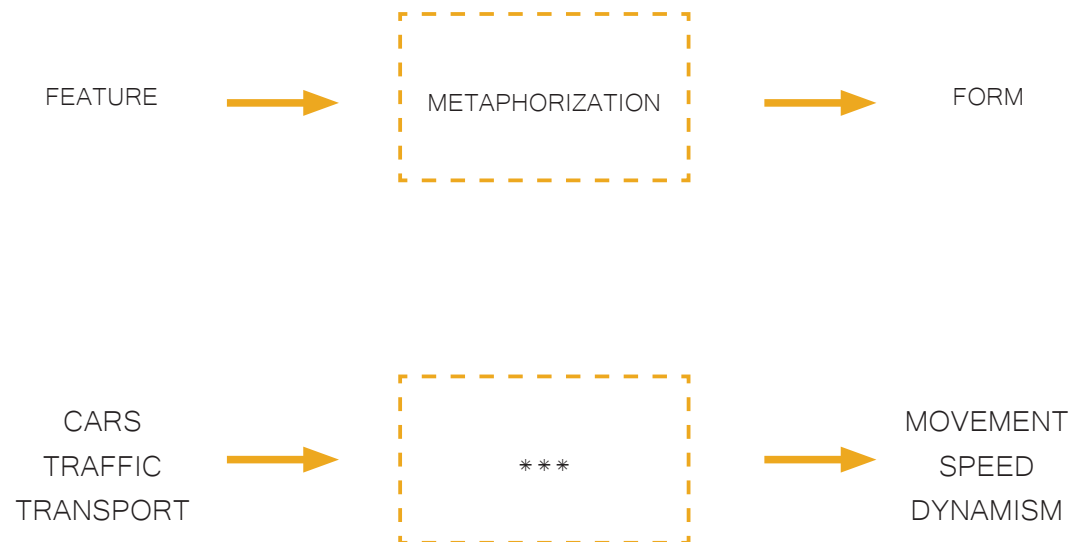 FEATURE
METAPHORIZATION
FORM
CARS
TRAFFIC
TRANSPORT
***
MOVEMENT
SPEED
DYNAMISM